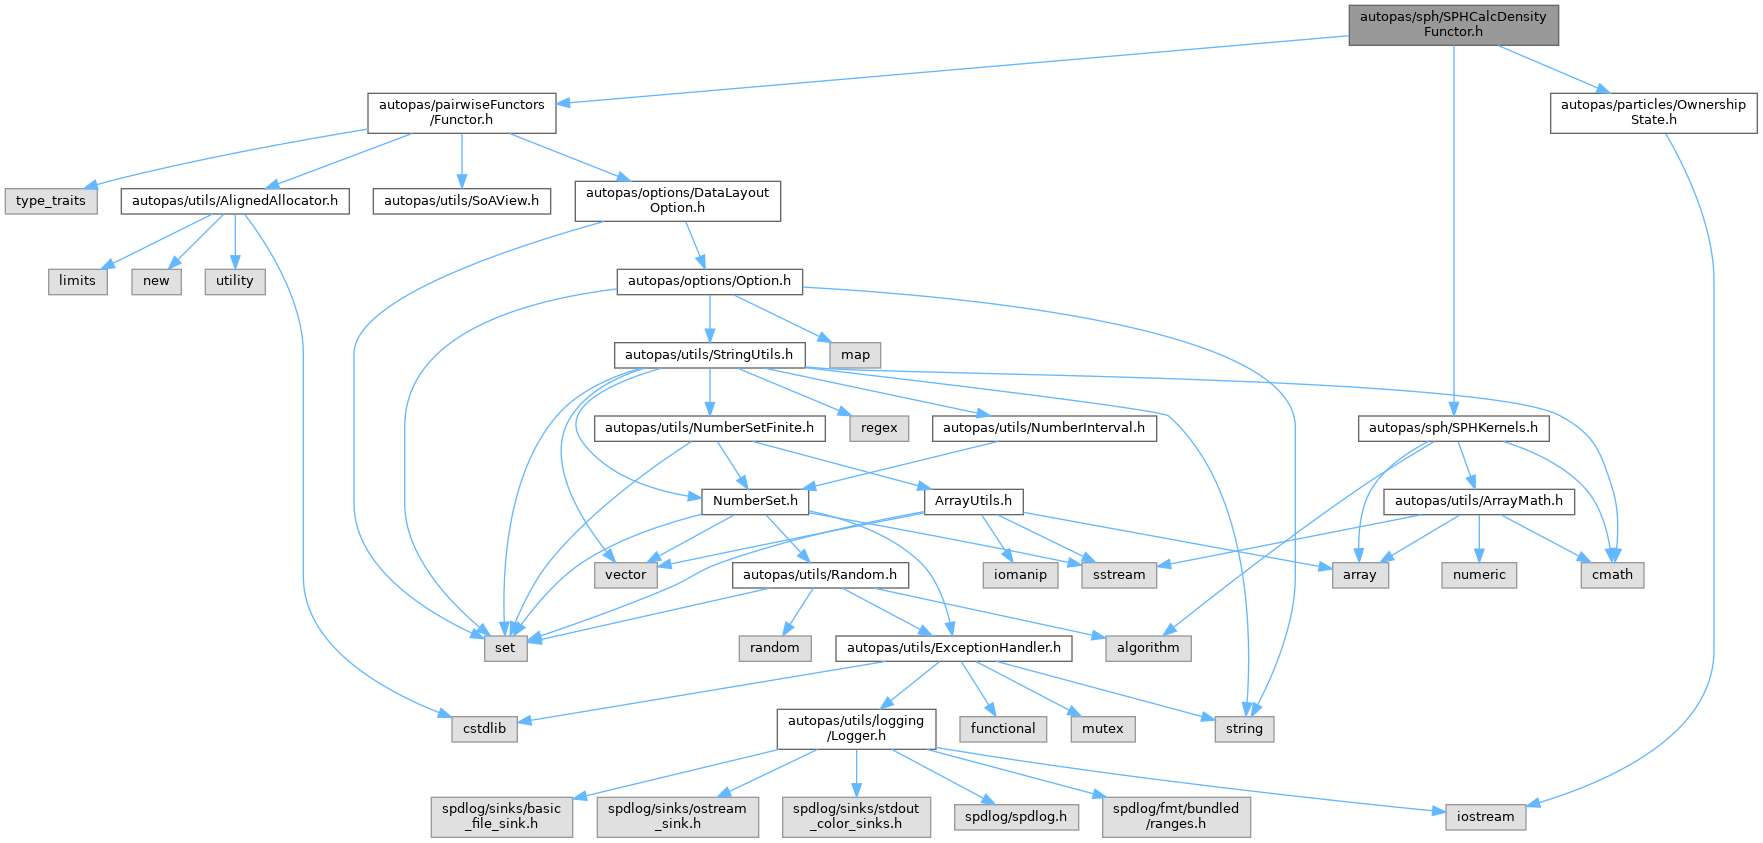 autopas/sph/SPHCalcDensity
Functor.h
autopas/pairwiseFunctors
/Functor.h
autopas/particles/Ownership
State.h
type_traits
autopas/utils/AlignedAllocator.h
autopas/utils/SoAView.h
autopas/options/DataLayout
Option.h
limits
new
utility
autopas/options/Option.h
autopas/utils/StringUtils.h
map
autopas/utils/NumberSetFinite.h
regex
autopas/utils/NumberInterval.h
autopas/sph/SPHKernels.h
NumberSet.h
ArrayUtils.h
autopas/utils/ArrayMath.h
vector
autopas/utils/Random.h
iomanip
sstream
array
numeric
cmath
set
random
autopas/utils/ExceptionHandler.h
algorithm
cstdlib
autopas/utils/logging
/Logger.h
functional
mutex
string
spdlog/sinks/basic
_file_sink.h
spdlog/sinks/ostream
_sink.h
spdlog/sinks/stdout
_color_sinks.h
spdlog/spdlog.h
spdlog/fmt/bundled
/ranges.h
iostream